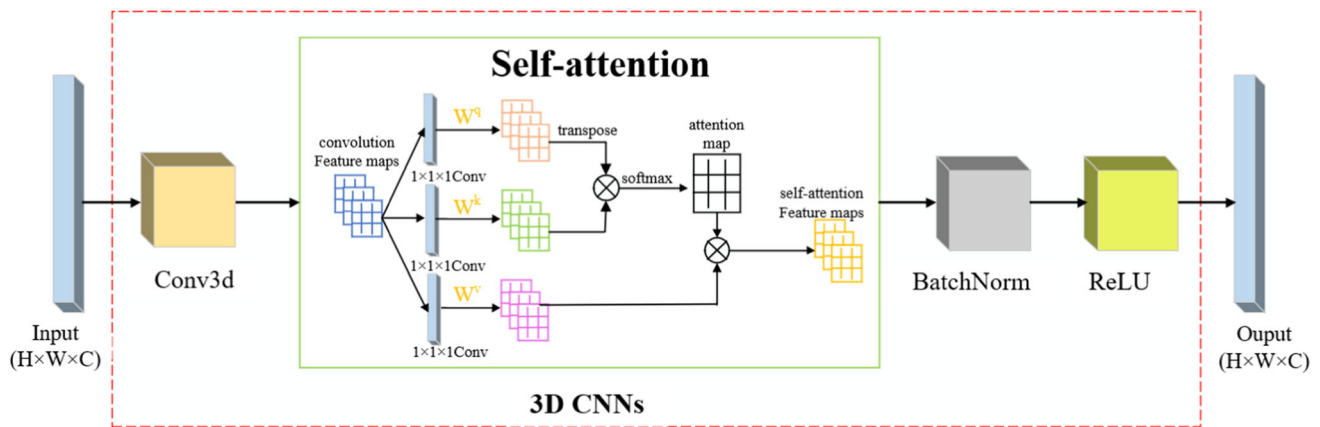 Self-attention
convolution
Feature maps
W^q
1×1×1Conv
transpose
W^k
1×1×1Conv
softmax
attention
map
W^v
1×1×1Conv
self-attention
Feature maps
Input
(H×W×C)
Conv3d
BatchNorm
ReLU
Ouput
(H×W×C)
3D CNNs